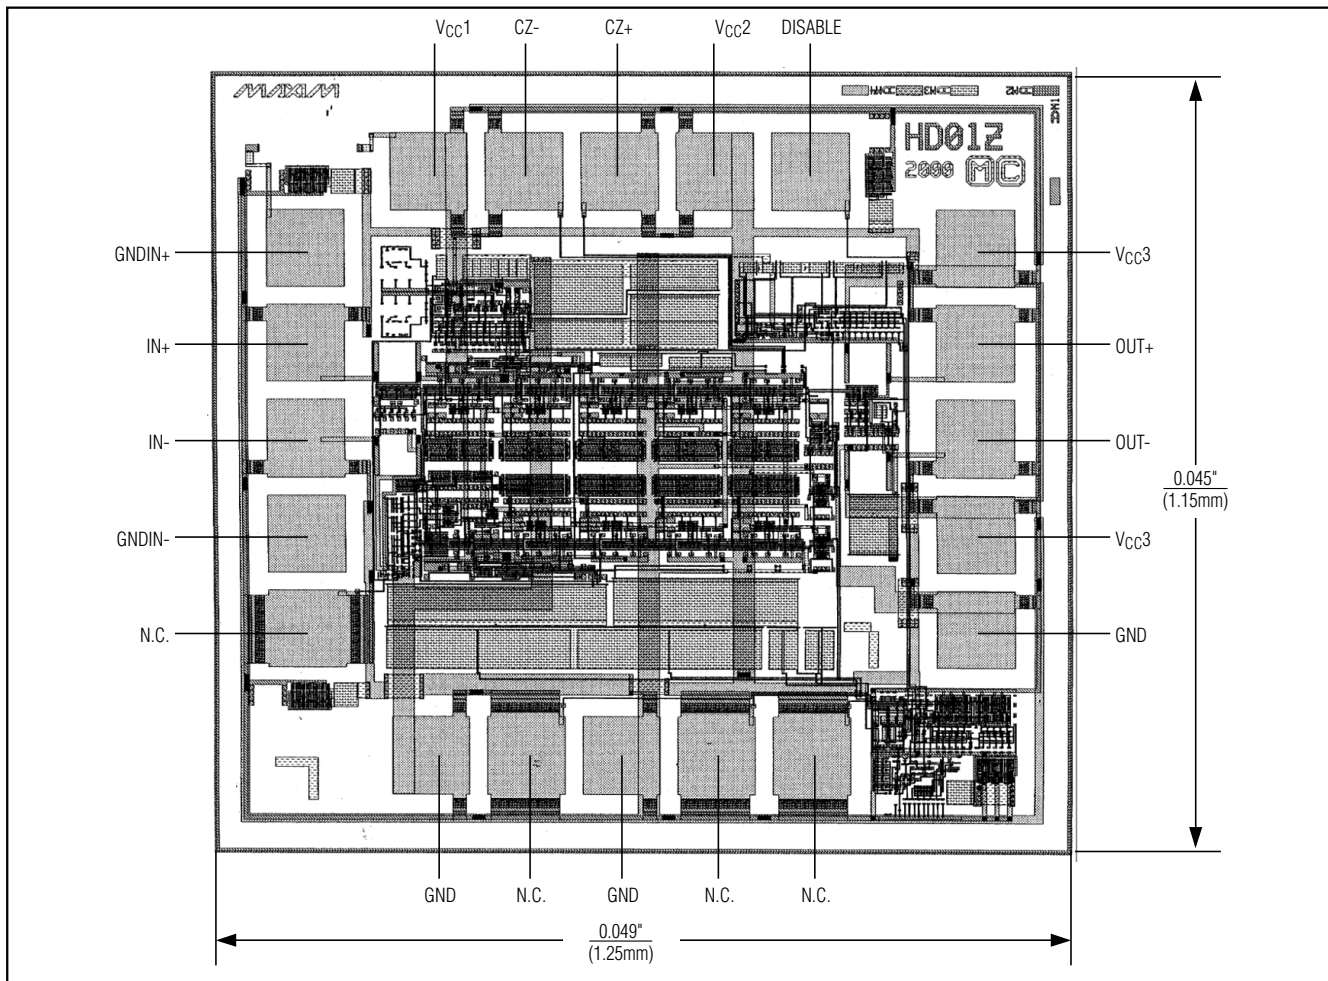 VCC1 CZ- CZ+ VCC2 DISABLE
MAXIM
HD01Z
2000 MC
GNDIN+
IN+
IN-
GNDIN-
N.C.
VCC3
OUT+
OUT-
VCC3
GND
0.045"
(1.15mm)
GND N.C. GND N.C. N.C.
0.049"
(1.25mm)